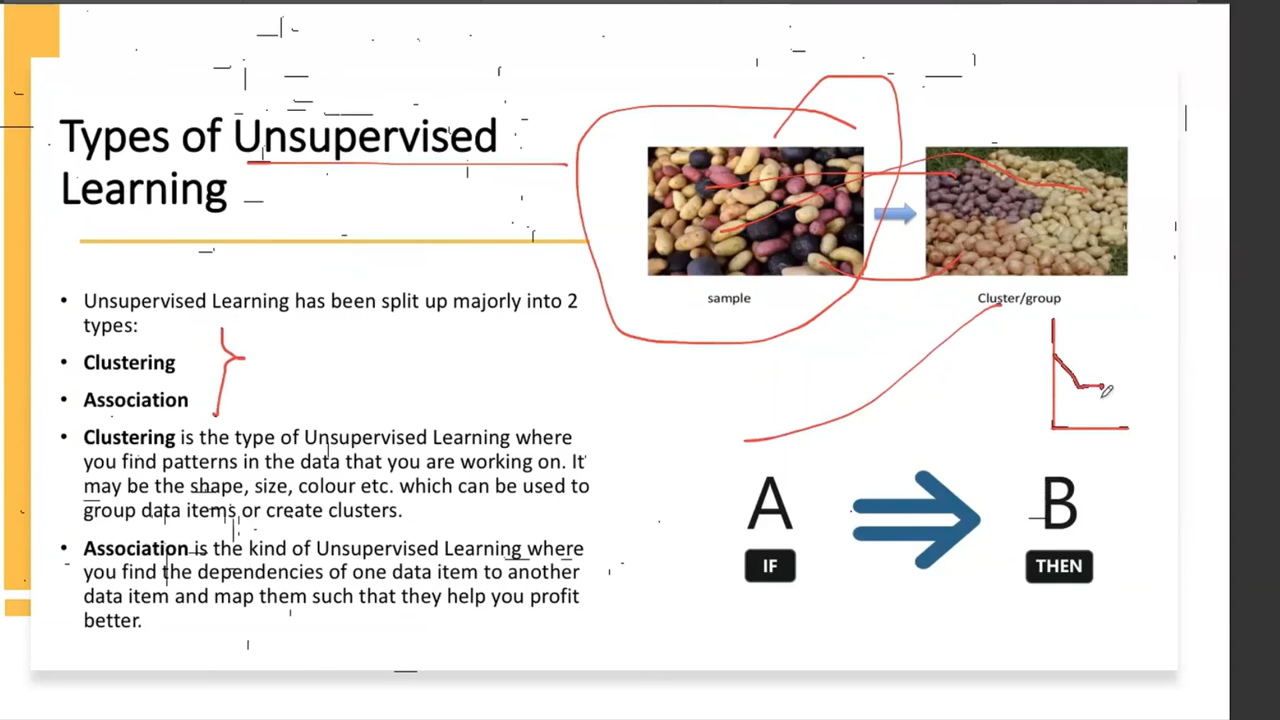 Types of Unsupervised
Learning
• Unsupervised Learning has been split up majorly into 2
types:
• Clustering
• Association
• Clustering is the type of Unsupervised Learning where
you find patterns in the data that you are working on. It
may be the shape, size, colour etc. which can be used to
group data items or create clusters.
• Association is the kind of Unsupervised Learning where
you find the dependencies of one data item to another
data item and map them such that they help you profit
better.
sample
Cluster/group
A
B
IF
THEN